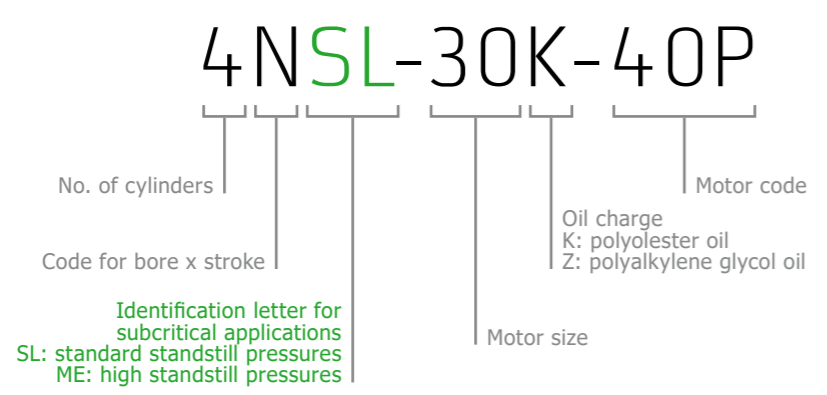 4NSL-30K-40P
No. of cylinders
Motor code
Oil charge
K: polyolester oil
Z: polyalkylene glycol oil
Code for bore x stroke
Identification letter for
subcritical applications
SL: standard standstill pressures
ME: high standstill pressures
Motor size